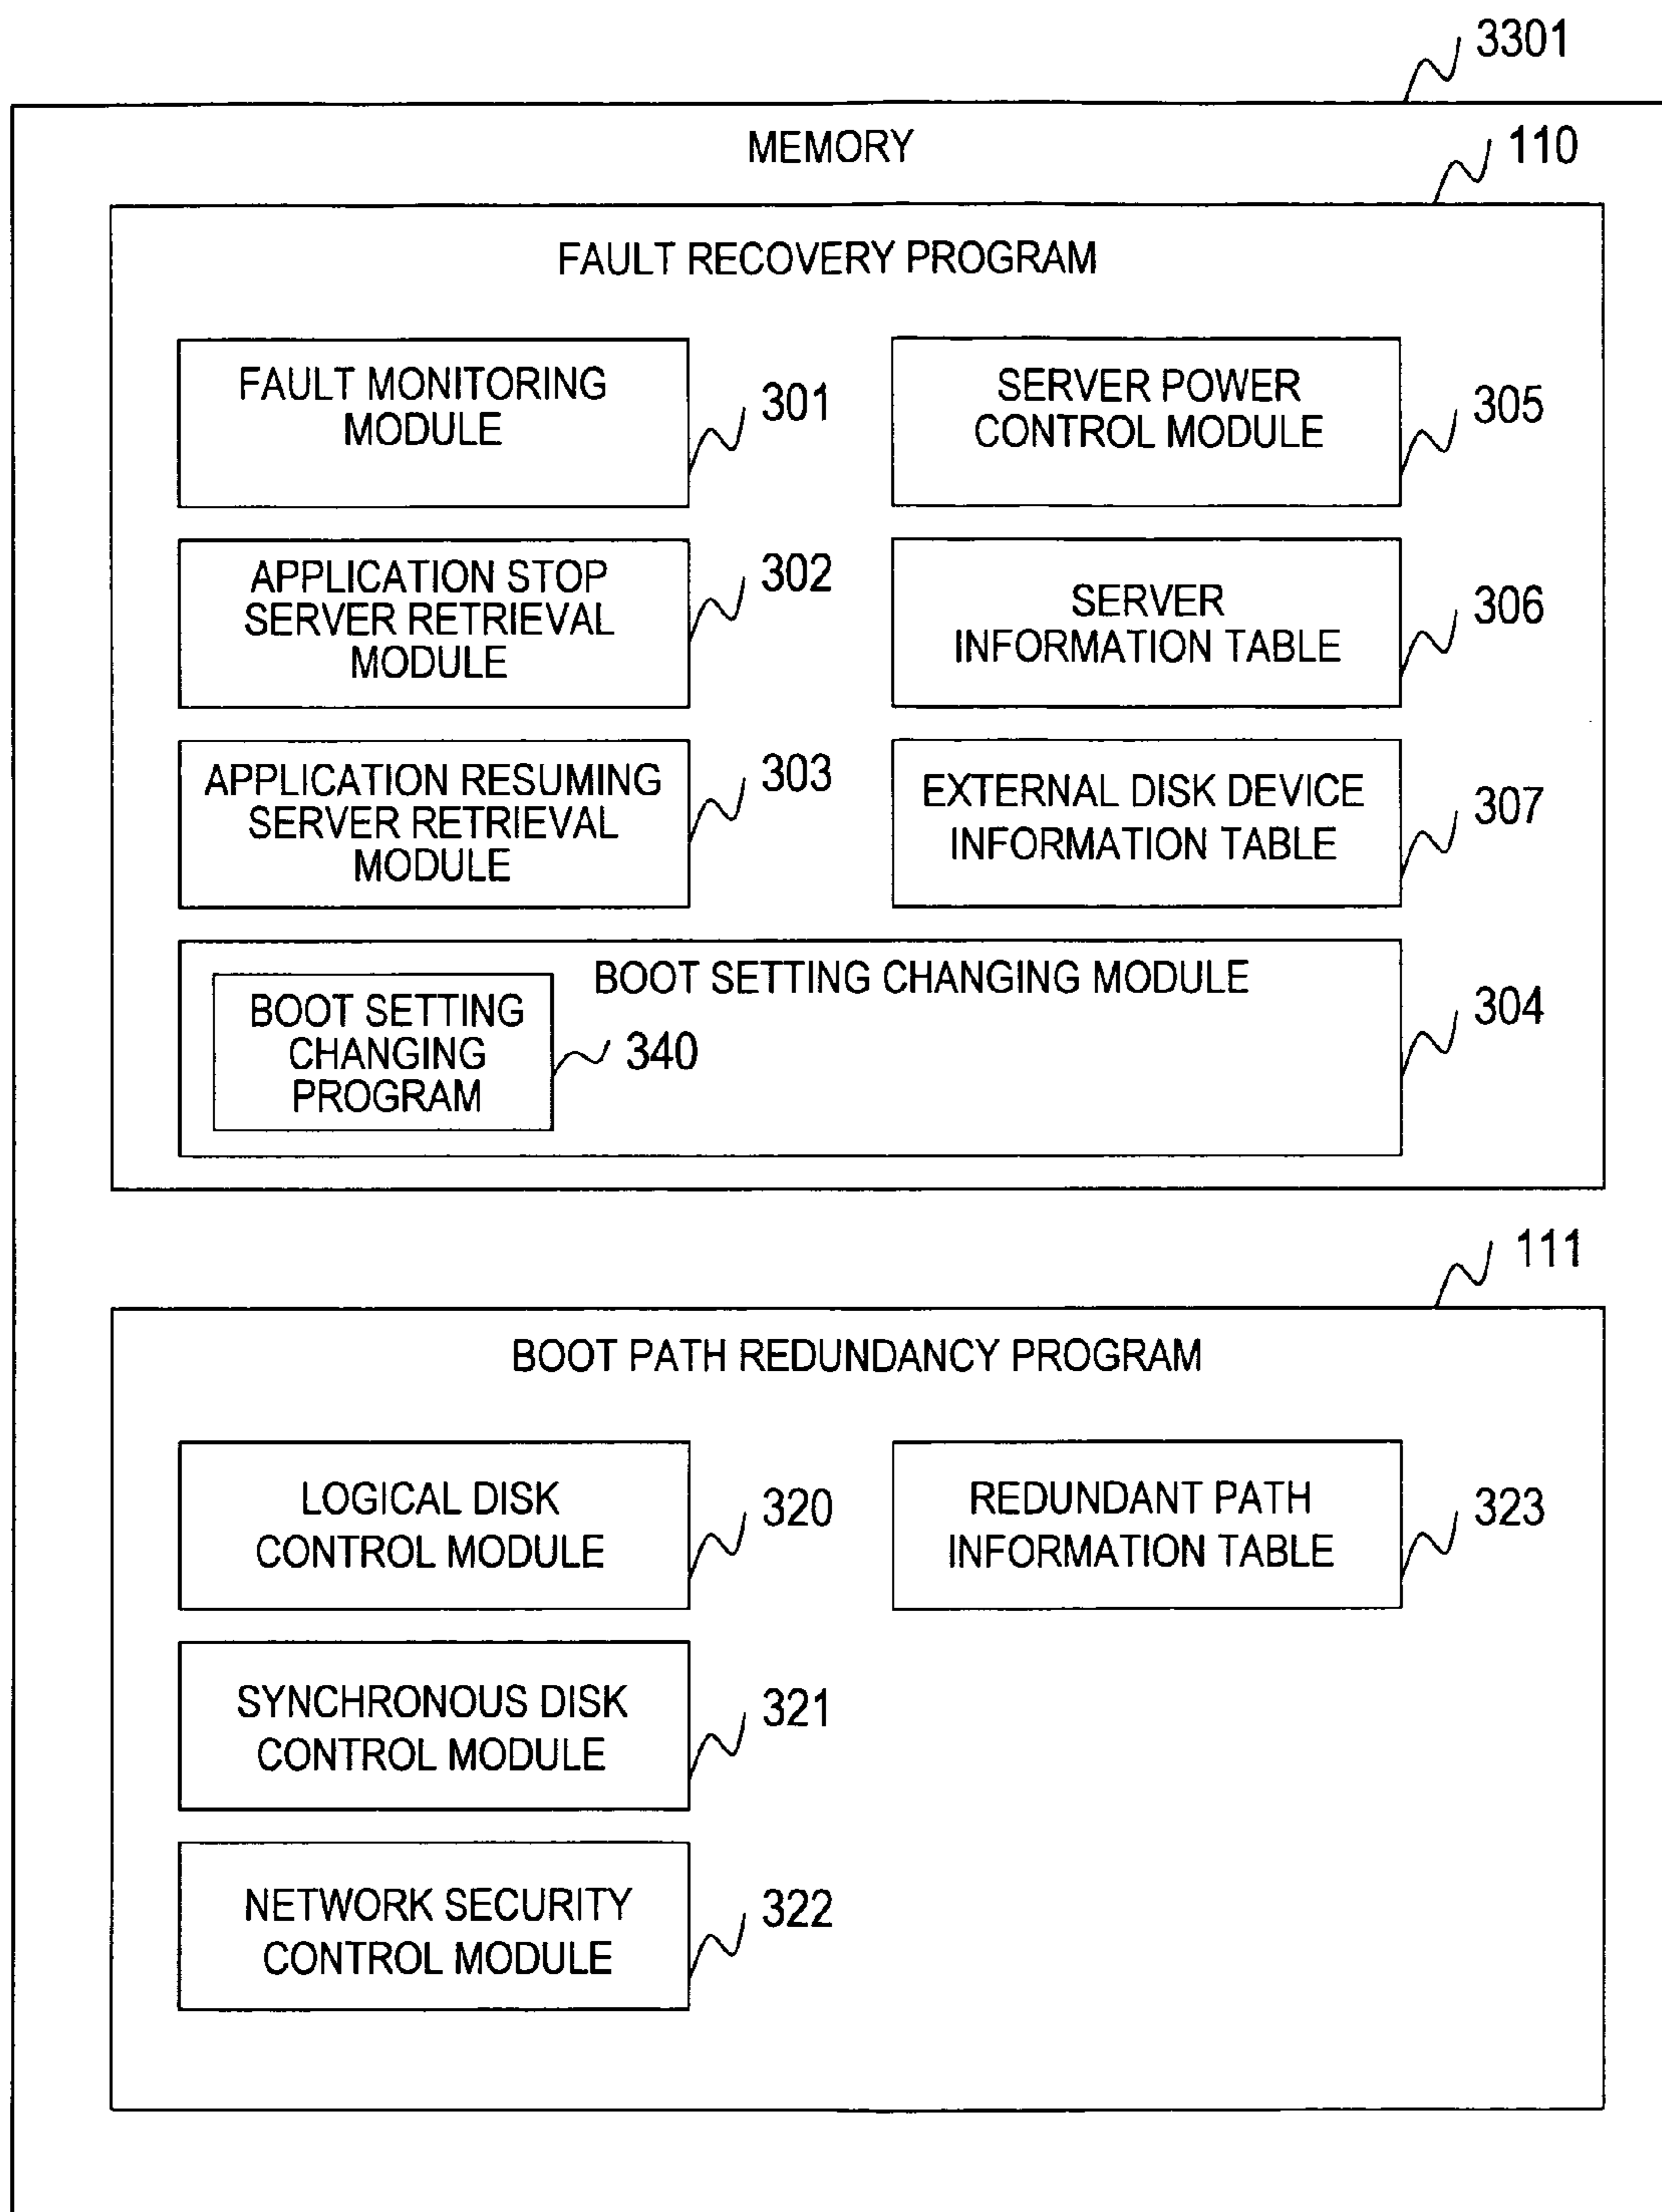 3301
MEMORY
110
FAULT RECOVERY PROGRAM
FAULT MONITORING
MODULE
301
SERVER POWER
CONTROL MODULE
305
APPLICATION STOP
SERVER RETRIEVAL
MODULE
302
SERVER
INFORMATION TABLE
306
APPLICATION RESUMING
SERVER RETRIEVAL
MODULE
303
EXTERNAL DISK DEVICE
INFORMATION TABLE
307
BOOT SETTING CHANGING MODULE
304
BOOT SETTING
CHANGING
PROGRAM
340
111
BOOT PATH REDUNDANCY PROGRAM
LOGICAL DISK
CONTROL MODULE
320
REDUNDANT PATH
INFORMATION TABLE
323
SYNCHRONOUS DISK
CONTROL MODULE
321
NETWORK SECURITY
CONTROL MODULE
322